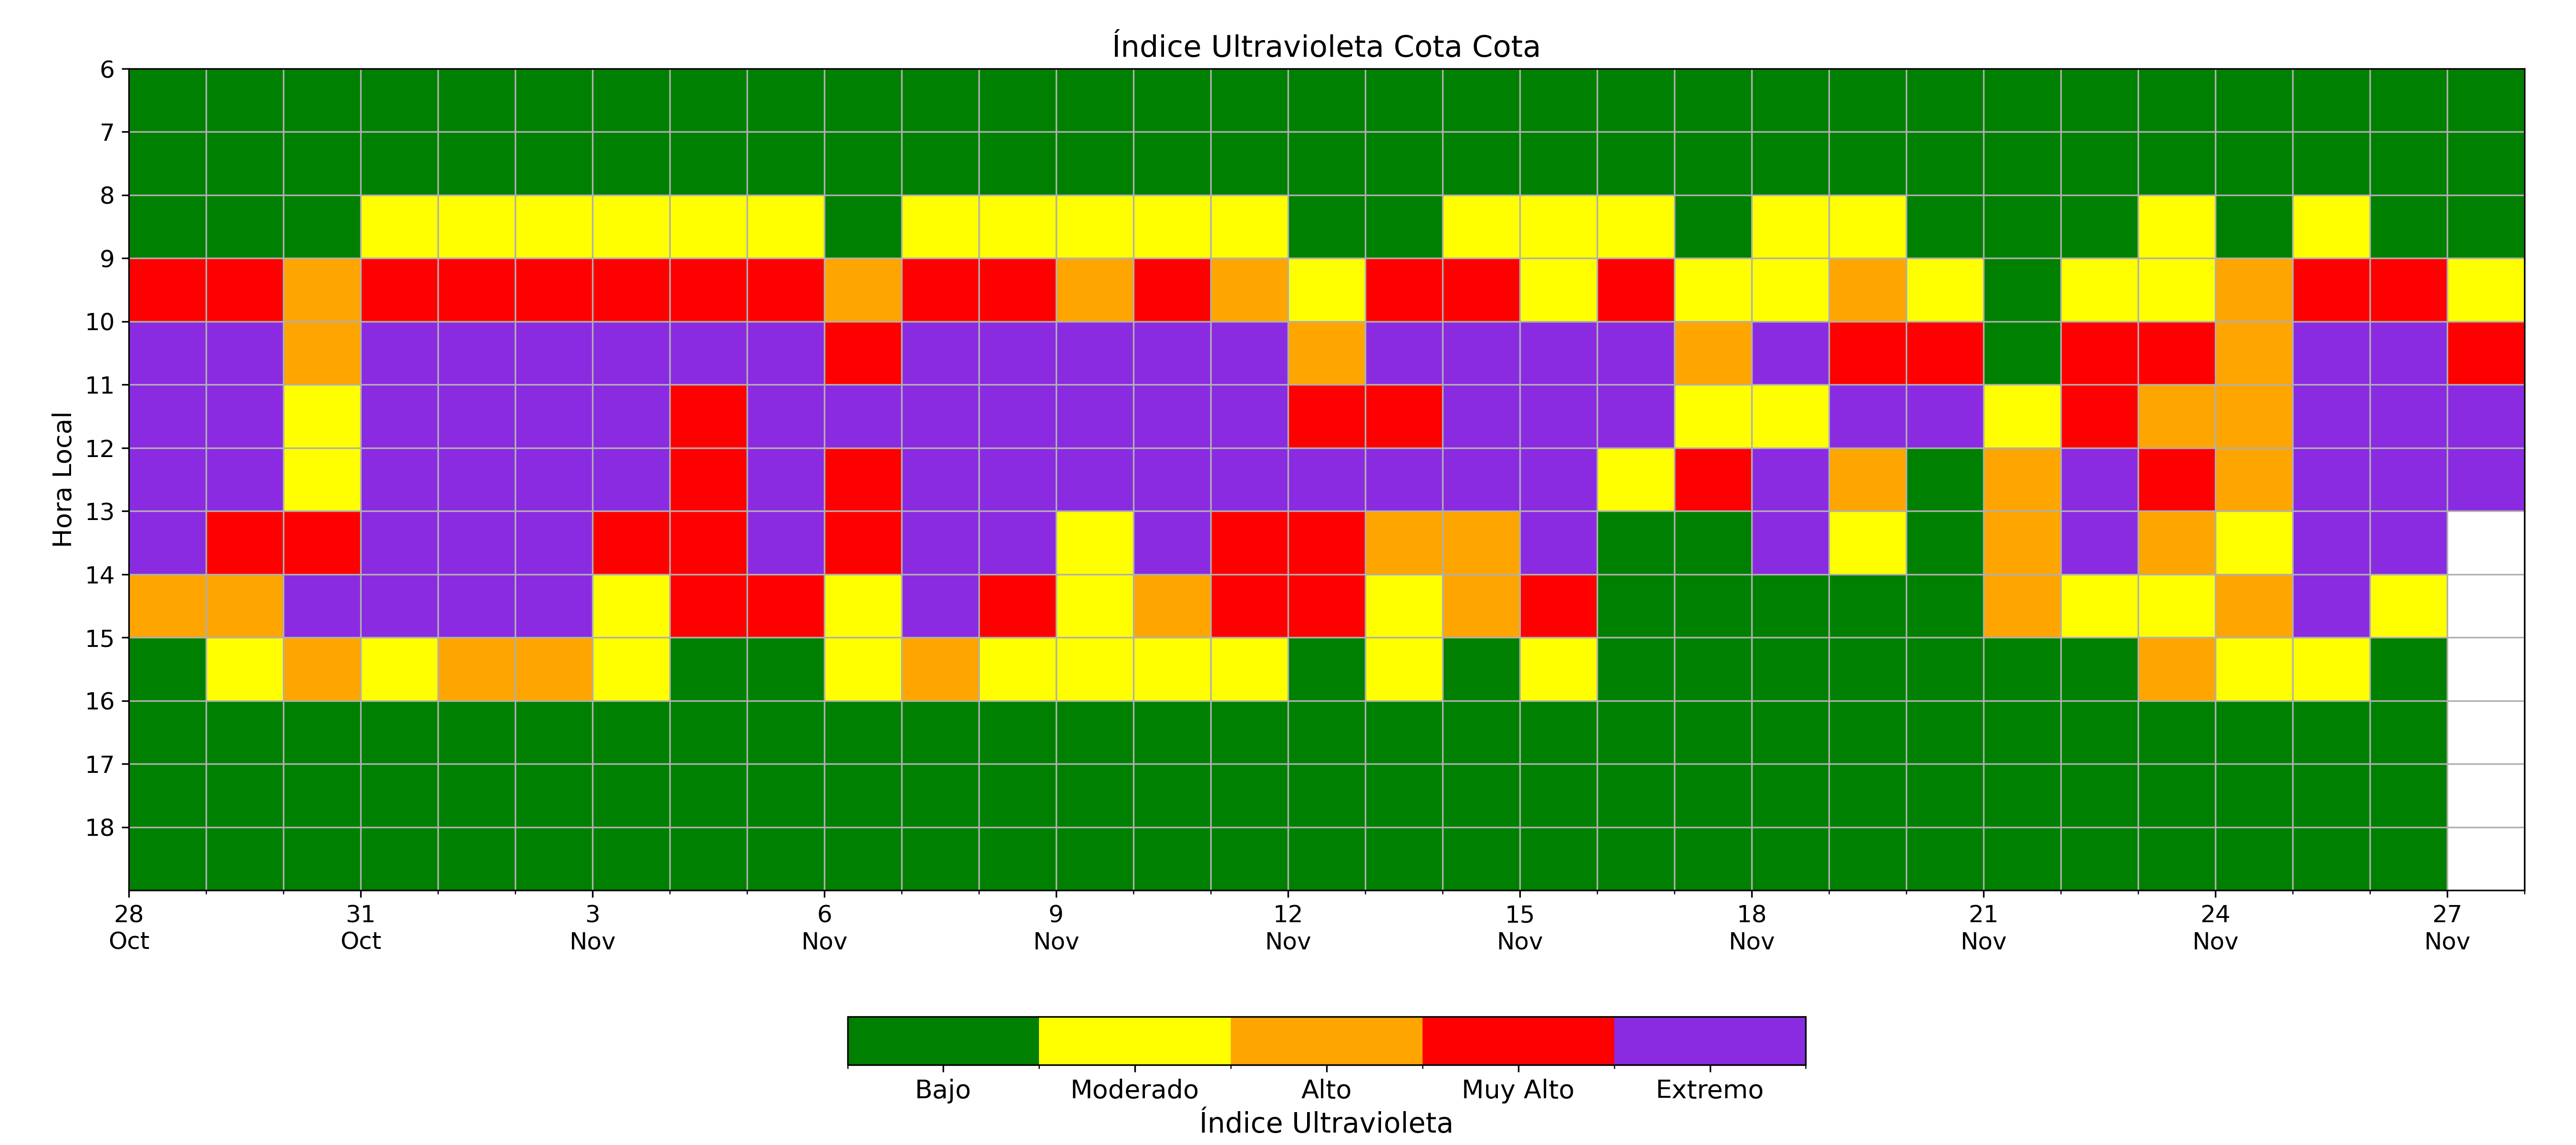 Índice Ultravioleta Cota Cota
Hora Local
6
7
8
9
10
11
12
13
14
15
16
17
18
28 31 3 6 9 12 15 18 21 24 27
Oct Oct Nov Nov Nov Nov Nov Nov Nov Nov Nov
Bajo Moderado Alto Muy Alto Extremo
Índice Ultravioleta